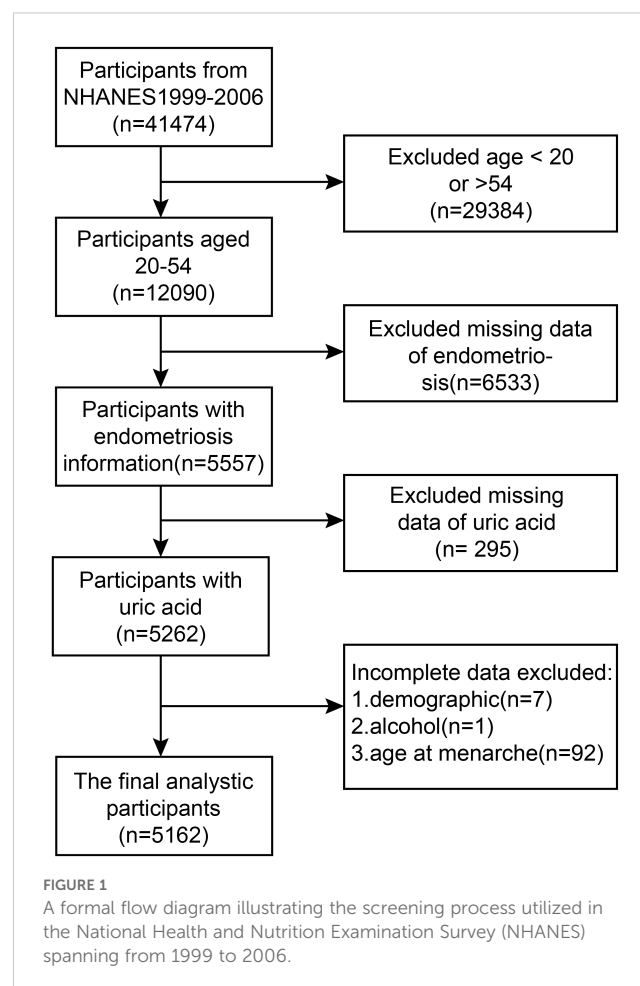 Participants from
NHANES1999-2006
(n=41474)
Excluded age < 20
or >54
(n=29384)
Participants aged
20-54
(n=12090)
Excluded missing data
of endometrio-
sis(n=6533)
Participants with
endometriosis
information(n=5557)
Excluded missing
data of uric acid
(n= 295)
Participants with
uric acid
(n=5262)
Incomplete data excluded:
1.demographic(n=7)
2.alcohol(n=1)
3.age at menarche(n=92)
The final analystic
participants
(n=5162)
FIGURE 1
A formal flow diagram illustrating the screening process utilized in
the National Health and Nutrition Examination Survey (NHANES)
spanning from 1999 to 2006.